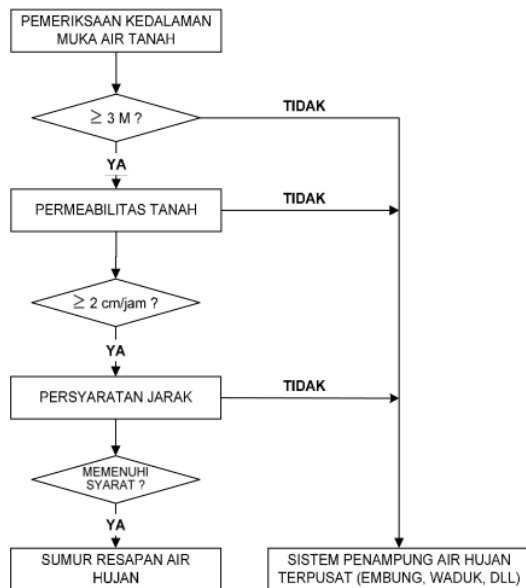 PEMERIKSAAN KEDALAMAN
MUKA AIR TANAH
≥ 3 M ?
TIDAK
YA
PERMEABILITAS TANAH
TIDAK
≥ 2 cm/jam ?
YA
PERSYARATAN JARAK
TIDAK
MEMENUHI
SYARAT ?
YA
SUMUR RESAPAN AIR
HUJAN
SISTEM PENAMPUNG AIR HUJAN
TERPUSAT (EMBUNG, WADUK, DLL)